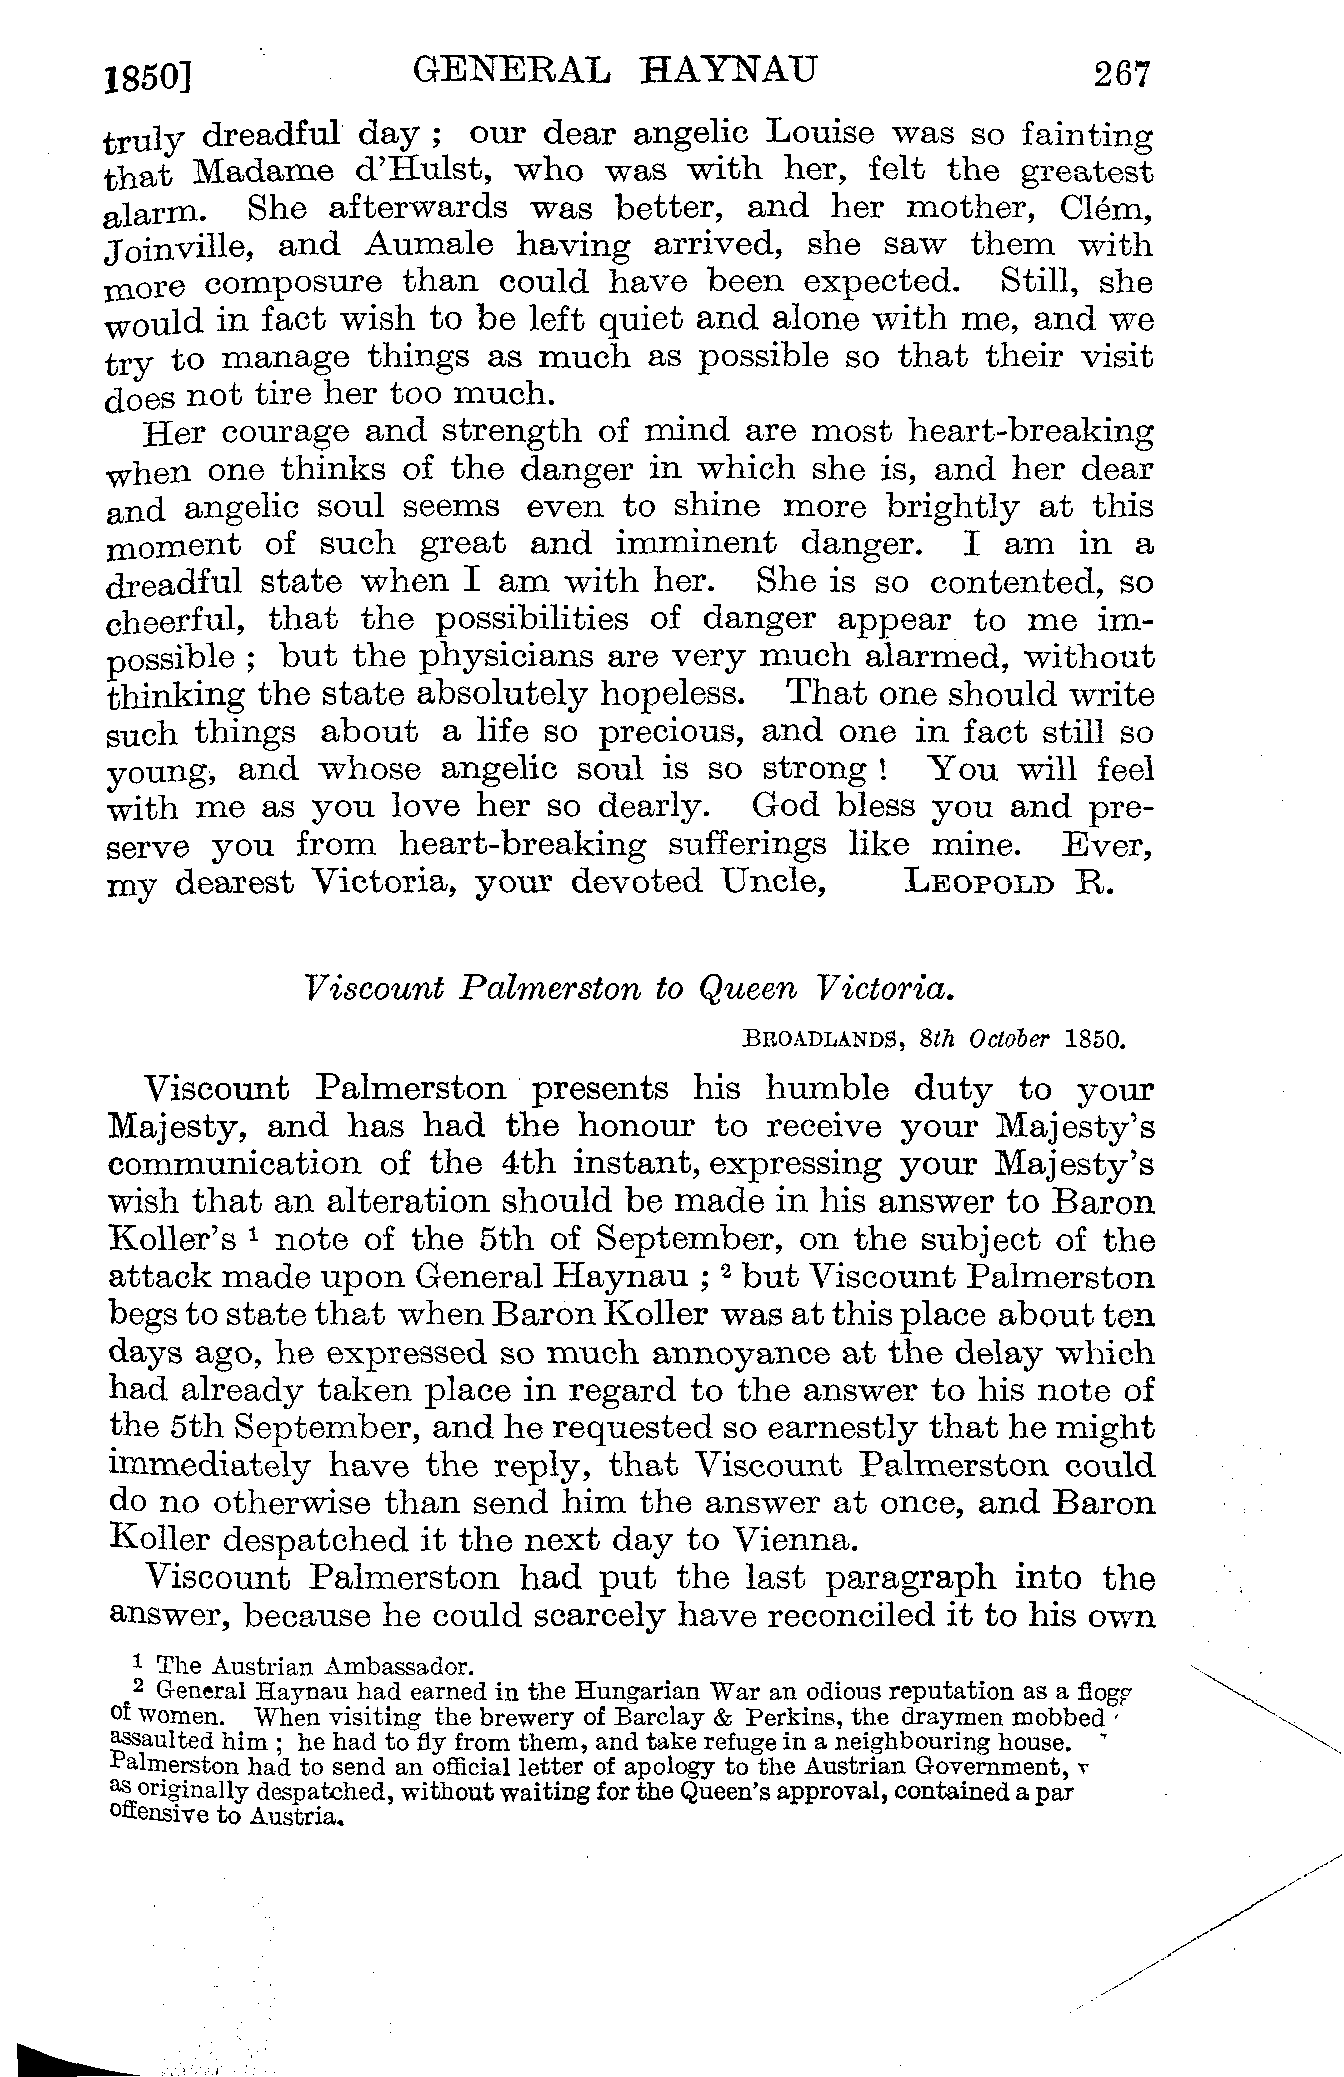 1850] GENERAL HAYNAU 267
truly dreadful day ; our dear angelic Louise was so fainting
that Madame d'Hulst, who was with her, felt the greatest
alarm. She afterwards was better, and her mother, Clém,
Joinville, and Aumale having arrived, she saw them with
more composure than could have been expected. Still, she
would in fact wish to be left quiet and alone with me, and we
try to manage things as much as possible so that their visit
does not tire her too much.
Her courage and strength of mind are most heart-breaking
when one thinks of the danger in which she is, and her dear
and angelic soul seems even to shine more brightly at this
moment of such great and imminent danger. I am in a
dreadful state when I am with her. She is so contented, so
cheerful, that the possibilities of danger appear to me im-
possible ; but the physicians are very much alarmed, without
thinking the state absolutely hopeless. That one should write
such things about a life so precious, and one in fact still so
young, and whose angelic soul is so strong ! You will feel
with me as you love her so dearly. God bless you and pre-
serve you from heart-breaking sufferings like mine. Ever,
my dearest Victoria, your devoted Uncle, LEOPOLD R.
Viscount Palmerston to Queen Victoria.
BROADLANDS, 8th October 1850.
Viscount Palmerston presents his humble duty to your
Majesty, and has had the honour to receive your Majesty's
communication of the 4th instant, expressing your Majesty's
wish that an alteration should be made in his answer to Baron
Koller's ¹ note of the 5th of September, on the subject of the
attack made upon General Haynau ; ² but Viscount Palmerston
begs to state that when Baron Koller was at this place about ten
days ago, he expressed so much annoyance at the delay which
had already taken place in regard to the answer to his note of
the 5th September, and he requested so earnestly that he might
immediately have the reply, that Viscount Palmerston could
do no otherwise than send him the answer at once, and Baron
Koller despatched it the next day to Vienna.
Viscount Palmerston had put the last paragraph into the
answer, because he could scarcely have reconciled it to his own
¹ The Austrian Ambassador.
² General Haynau had earned in the Hungarian War an odious reputation as a flogg
of women. When visiting the brewery of Barclay & Perkins, the draymen mobbed
assaulted him ; he had to fly from them, and take refuge in a neighbouring house.
Palmerston had to send an official letter of apology to the Austrian Government,
as originally despatched, without waiting for the Queen's approval, contained a par
offensive to Austria.